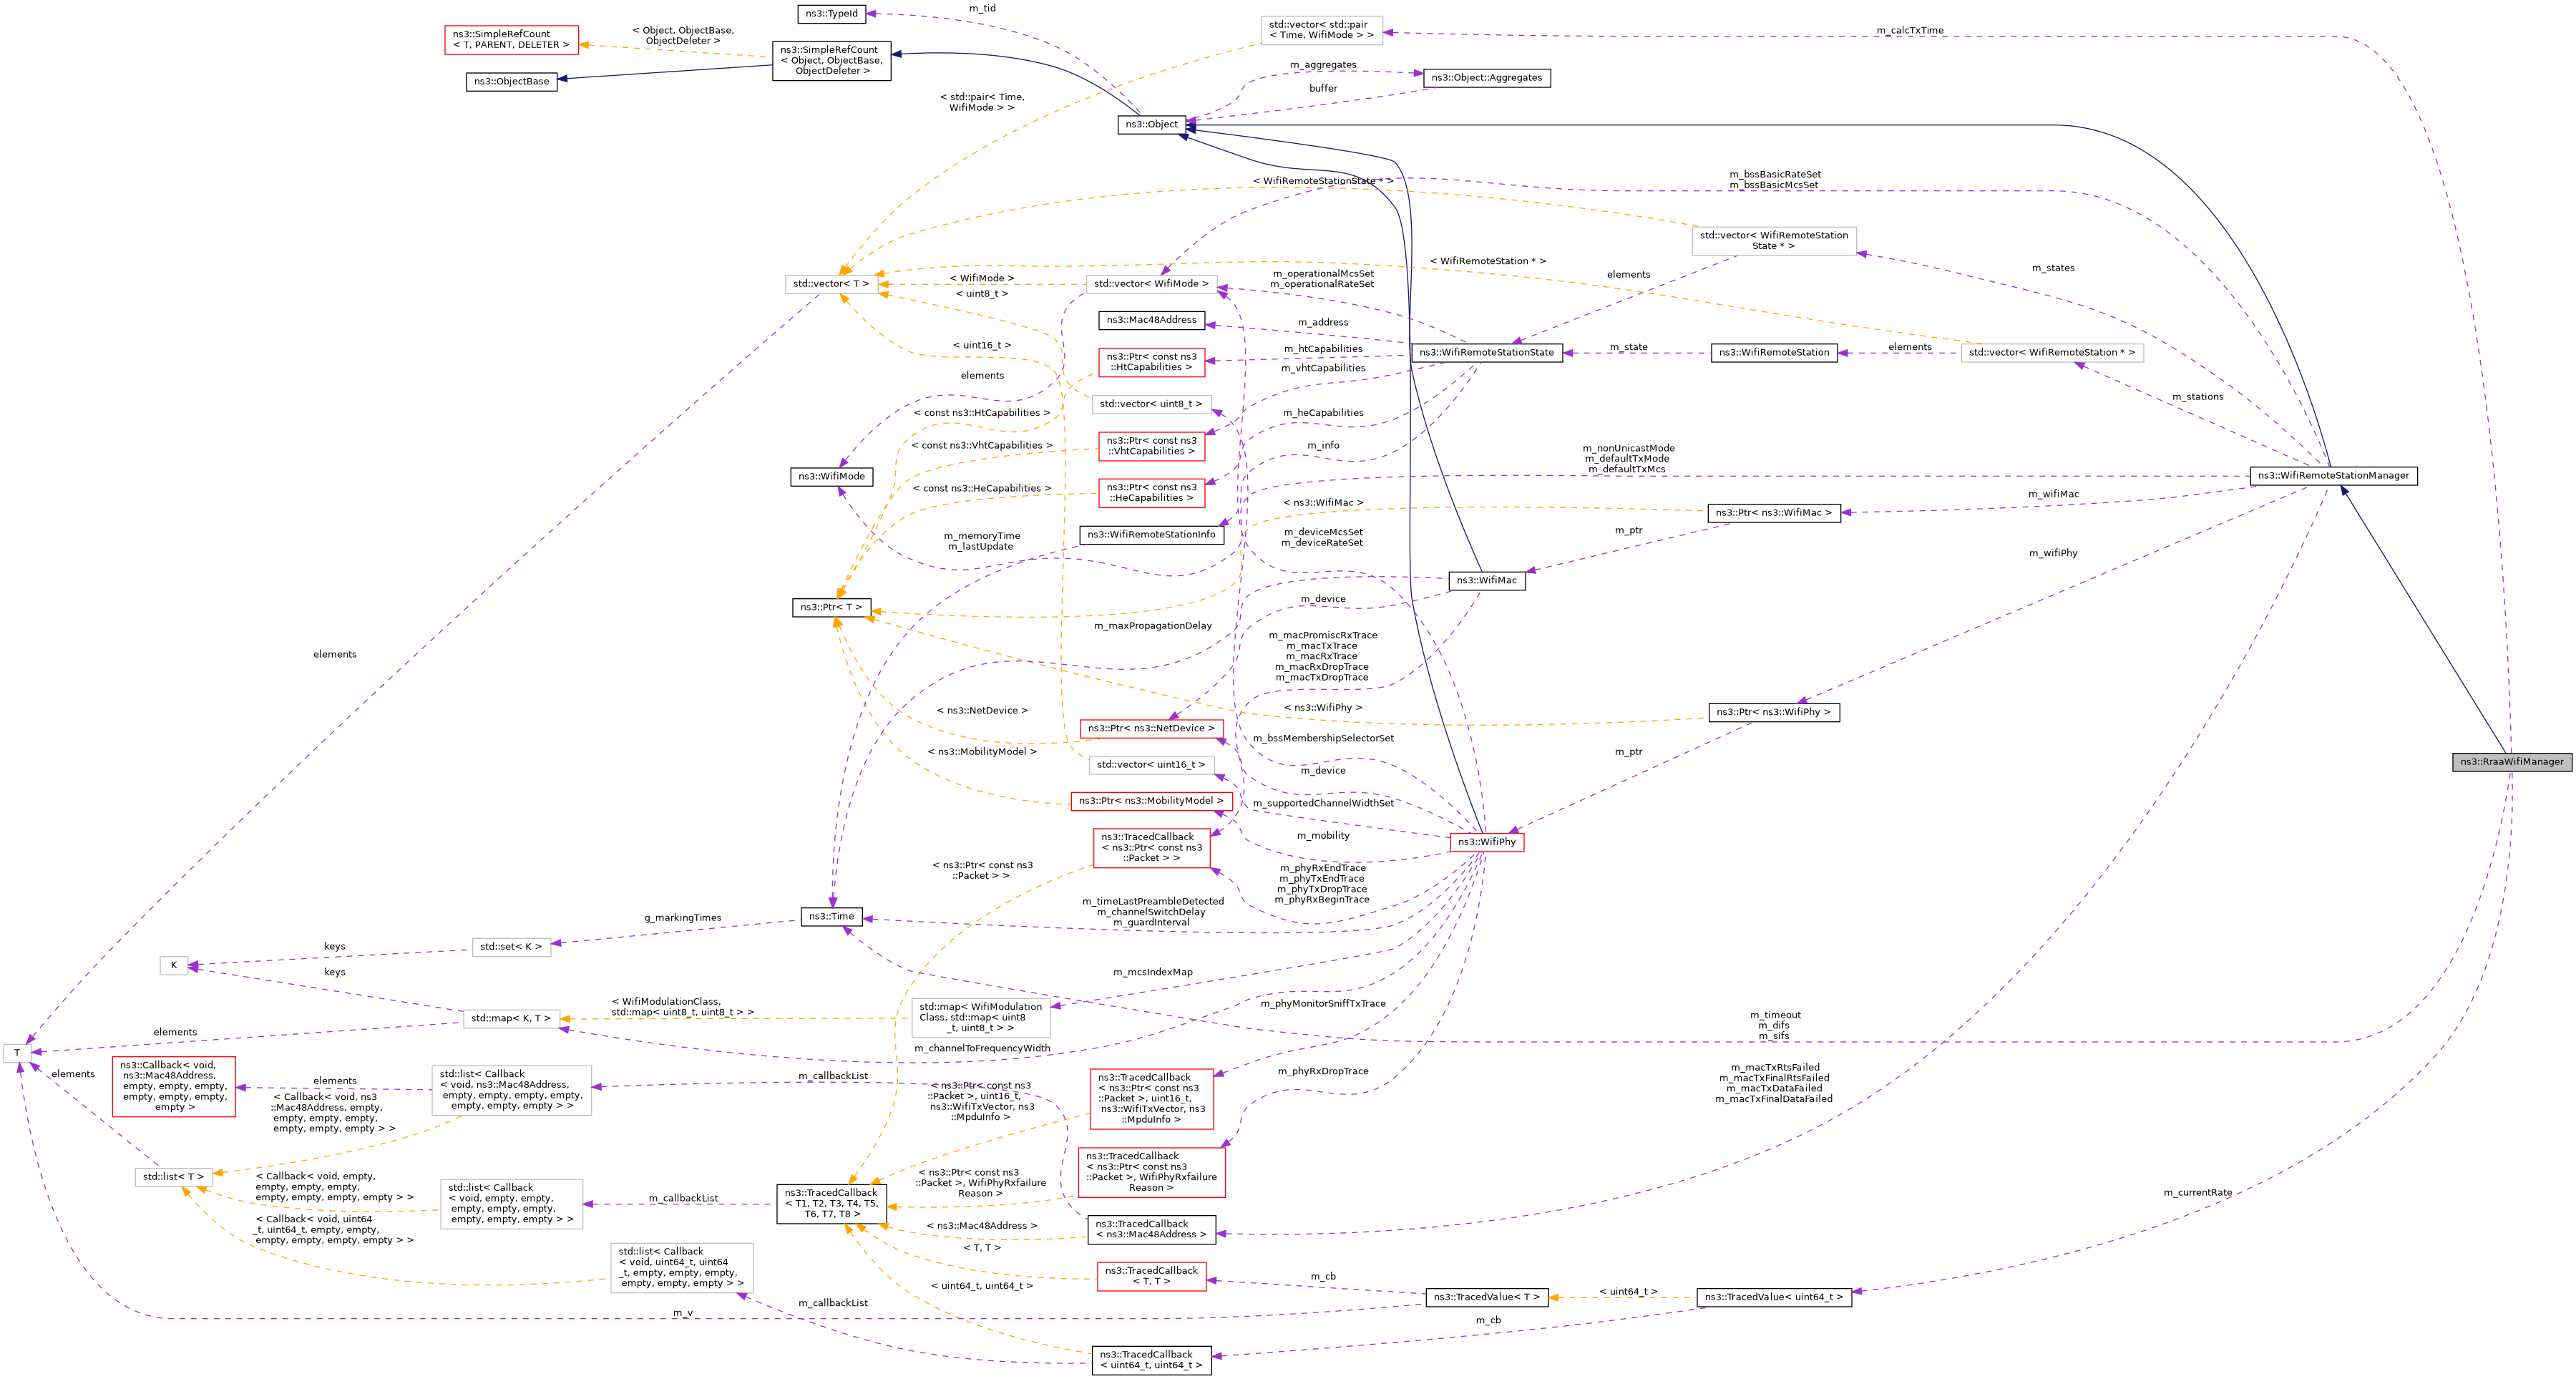 ns3::TypeId
m_tid
ns3::SimpleRefCount
< T, PARENT, DELETER >
< Object, ObjectBase,
ObjectDeleter >
ns3::SimpleRefCount
< Object, ObjectBase,
ObjectDeleter >
ns3::ObjectBase
std::vector< std::pair
< Time, WifiMode > >
m_calcTxTime
m_aggregates
ns3::Object::Aggregates
buffer
< std::pair< Time,
WifiMode > >
ns3::Object
< WifiRemoteStationState * >
m_bssBasicRateSet
m_bssBasicMcsSet
std::vector< WifiRemoteStation
State * >
< WifiRemoteStation * >
m_states
std::vector< T >
< WifiMode >
std::vector< WifiMode >
m_operationalMcsSet
m_operationalRateSet
elements
< uint8_t >
ns3::Mac48Address
m_address
< uint16_t >
ns3::Ptr< const ns3
::HtCapabilities >
m_htCapabilities
ns3::WifiRemoteStationState
m_state
ns3::WifiRemoteStation
elements
std::vector< WifiRemoteStation * >
m_vhtCapabilities
elements
std::vector< uint8_t >
m_stations
< const ns3::HtCapabilities >
m_heCapabilities
< const ns3::VhtCapabilities >
ns3::Ptr< const ns3
::VhtCapabilities >
m_info
m_nonUnicastMode
m_defaultTxMode
m_defaultTxMcs
ns3::WifiMode
ns3::WifiRemoteStationManager
< const ns3::HeCapabilities >
ns3::Ptr< const ns3
::HeCapabilities >
< ns3::WifiMac >
m_wifiMac
ns3::Ptr< ns3::WifiMac >
m_memoryTime
m_lastUpdate
ns3::WifiRemoteStationInfo
m_deviceMcsSet
m_deviceRateSet
m_ptr
m_wifiPhy
ns3::WifiMac
ns3::Ptr< T >
m_device
m_maxPropagationDelay
m_macPromiscRxTrace
m_macTxTrace
m_macRxTrace
m_macRxDropTrace
m_macTxDropTrace
elements
< ns3::NetDevice >
< ns3::WifiPhy >
ns3::Ptr< ns3::WifiPhy >
ns3::Ptr< ns3::NetDevice >
m_bssMembershipSelectorSet
< ns3::MobilityModel >
m_ptr
std::vector< uint16_t >
m_device
ns3::RraaWifiManager
ns3::Ptr< ns3::MobilityModel >
m_supportedChannelWidthSet
m_mobility
ns3::WifiPhy
ns3::TracedCallback
< ns3::Ptr< const ns3
::Packet > >
< ns3::Ptr< const ns3
::Packet > >
m_phyRxEndTrace
m_phyTxEndTrace
m_phyTxDropTrace
m_phyRxBeginTrace
ns3::Time
m_timeLastPreambleDetected
m_channelSwitchDelay
m_guardInterval
g_markingTimes
std::set< K >
keys
K
keys
m_mcsIndexMap
< WifiModulationClass,
std::map< uint8_t, uint8_t > >
std::map< WifiModulation
Class, std::map< uint8
_t, uint8_t > >
m_phyMonitorSniffTxTrace
std::map< K, T >
m_timeout
m_difs
m_sifs
elements
T
m_channelToFrequencyWidth
ns3::Callback< void,
ns3::Mac48Address,
empty, empty, empty,
empty, empty, empty,
empty >
elements
elements
std::list< Callback
< void, ns3::Mac48Address,
empty, empty, empty, empty,
empty, empty, empty > >
m_callbackList
m_phyRxDropTrace
ns3::TracedCallback
< ns3::Ptr< const ns3
::Packet >, uint16_t,
ns3::WifiTxVector, ns3
::MpduInfo >
< ns3::Ptr< const ns3
::Packet >, uint16_t,
ns3::WifiTxVector, ns3
::MpduInfo >
< Callback< void, ns3
::Mac48Address, empty,
empty, empty, empty,
empty, empty, empty > >
m_macTxRtsFailed
m_macTxFinalRtsFailed
m_macTxDataFailed
m_macTxFinalDataFailed
std::list< T >
< Callback< void, empty,
empty, empty, empty,
empty, empty, empty, empty > >
std::list< Callback
< void, empty, empty,
empty, empty, empty,
empty, empty, empty > >
m_callbackList
ns3::TracedCallback
< T1, T2, T3, T4, T5,
T6, T7, T8 >
< ns3::Ptr< const ns3
::Packet >, WifiPhyRxfailure
Reason >
ns3::TracedCallback
< ns3::Ptr< const ns3
::Packet >, WifiPhyRxfailure
Reason >
m_currentRate
< Callback< void, uint64
_t, uint64_t, empty, empty,
empty, empty, empty, empty > >
< ns3::Mac48Address >
ns3::TracedCallback
< ns3::Mac48Address >
std::list< Callback
< void, uint64_t, uint64
_t, empty, empty, empty,
empty, empty, empty > >
< T, T >
ns3::TracedCallback
< T, T >
m_cb
< uint64_t, uint64_t >
ns3::TracedValue< T >
< uint64_t >
ns3::TracedValue< uint64_t >
m_callbackList
m_v
m_cb
ns3::TracedCallback
< uint64_t, uint64_t >